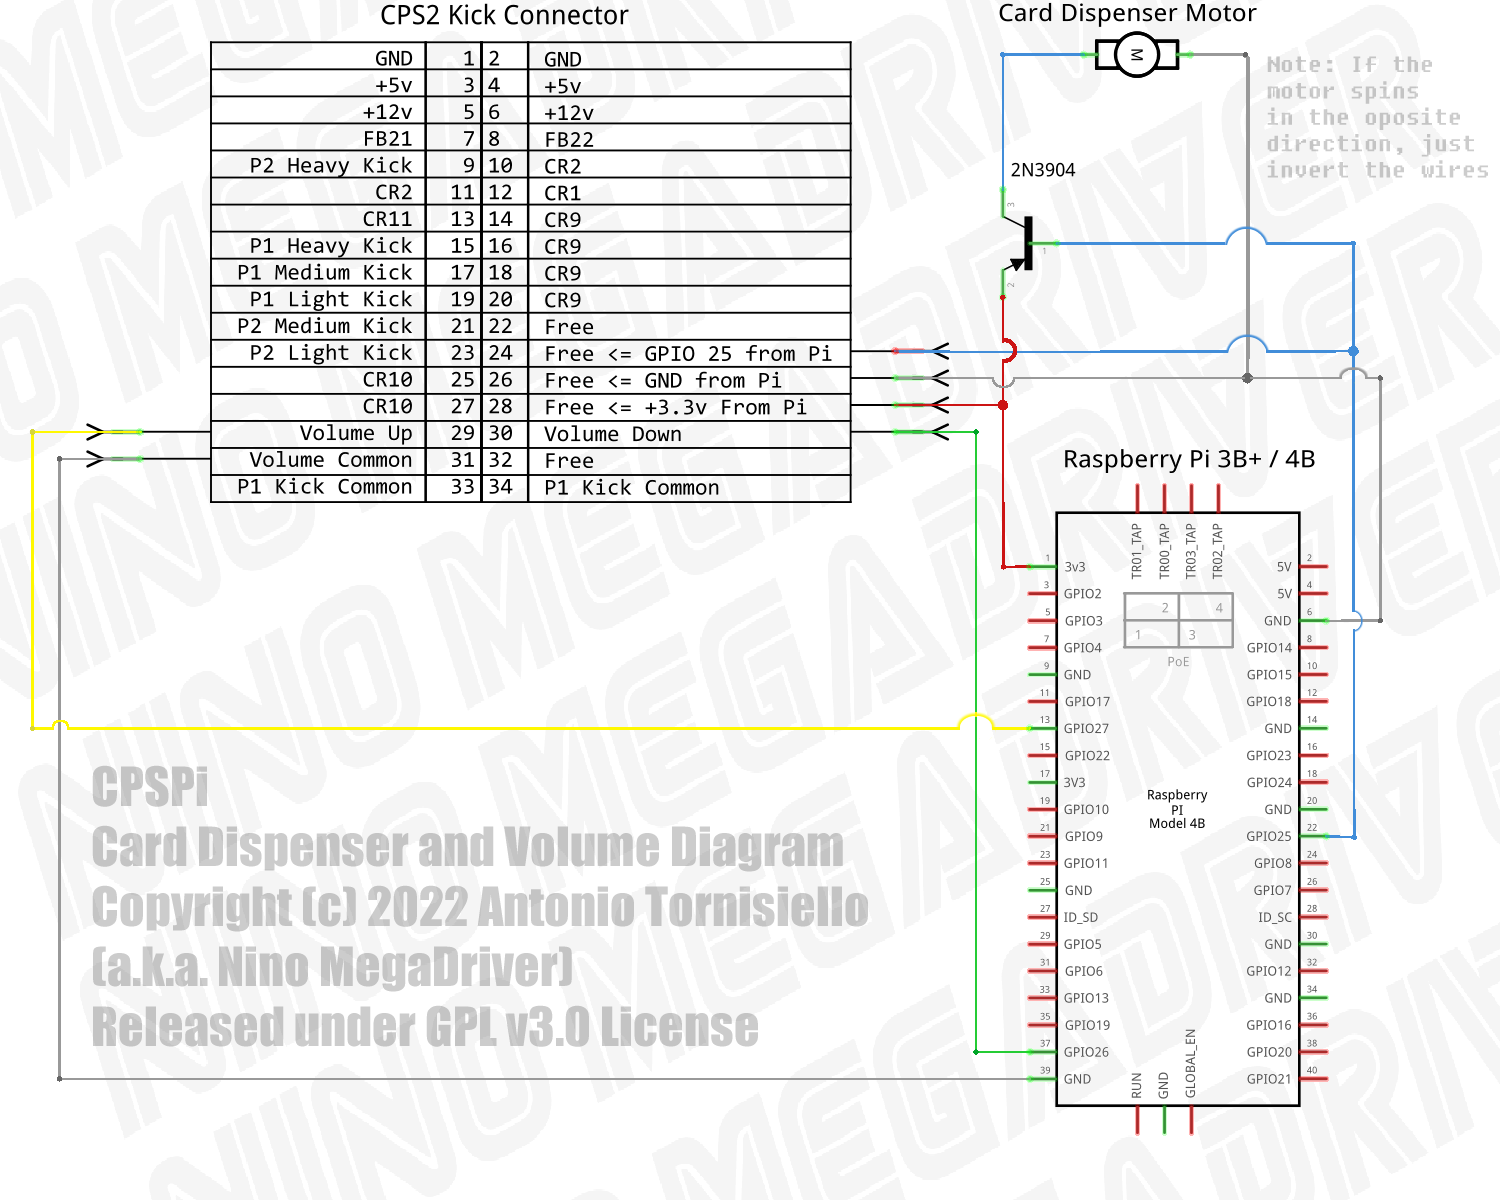 CPS2 Kick Connector
GND 1 2 GND
+5v 3 4 +5v
+12v 5 6 +12v
FB21 7 8 FB22
P2 Heavy Kick 9 10 CR2
CR2 11 12 CR1
CR11 13 14 CR9
P1 Heavy Kick 15 16 CR9
P1 Medium Kick 17 18 CR9
P1 Light Kick 19 20 CR9
P2 Medium Kick 21 22 Free
P2 Light Kick 23 24 Free <= GPIO 25 from Pi
CR10 25 26 Free <= GND from Pi
CR10 27 28 Free <= +3.3v From Pi
Volume Up 29 30 Volume Down
Volume Common 31 32 Free
P1 Kick Common 33 34 P1 Kick Common
Card Dispenser Motor
M
Note: If the
motor spins
in the oposite
direction, just
invert the wires
2N3904
3
1
2
Raspberry Pi 3B+ / 4B
TR01_TAP TR00_TAP TR03_TAP TR02_TAP
1 3v3 5V 2
3 GPIO2 5V 4
5 GPIO3 GND 6
7 GPIO4 GPIO14 8
9 GND GPIO15 10
11 GPIO17 GPIO18 12
13 GPIO27 GND 14
15 GPIO22 GPIO23 16
17 3V3 GPIO24 18
19 GPIO10 GND 20
21 GPIO9 GPIO25 22
23 GPIO11 GPIO8 24
25 GND GPIO7 26
27 ID_SD ID_SC 28
29 GPIO5 GND 30
31 GPIO6 GPIO12 32
33 GPIO13 GND 34
35 GPIO19 GPIO16 36
37 GPIO26 GPIO20 38
39 GND GPIO21 40
2 4
1 3
PoE
Raspberry
PI
Model 4B
RUN GND GLOBAL_EN
CPSPi
Card Dispenser and Volume Diagram
Copyright (c) 2022 Antonio Tornisiello
(a.k.a. Nino MegaDriver)
Released under GPL v3.0 License
NINO MEGADRIVER